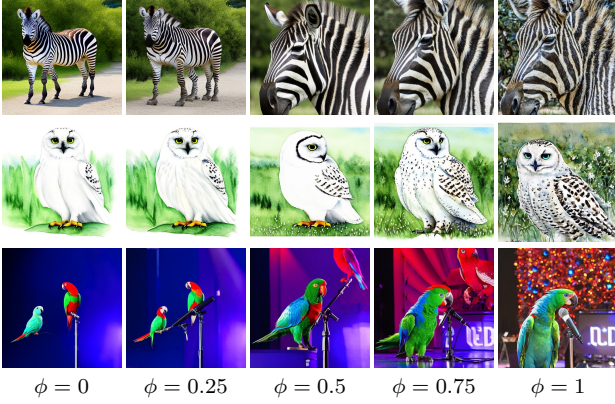 ϕ = 0 ϕ = 0.25 ϕ = 0.5 ϕ = 0.75 ϕ = 1